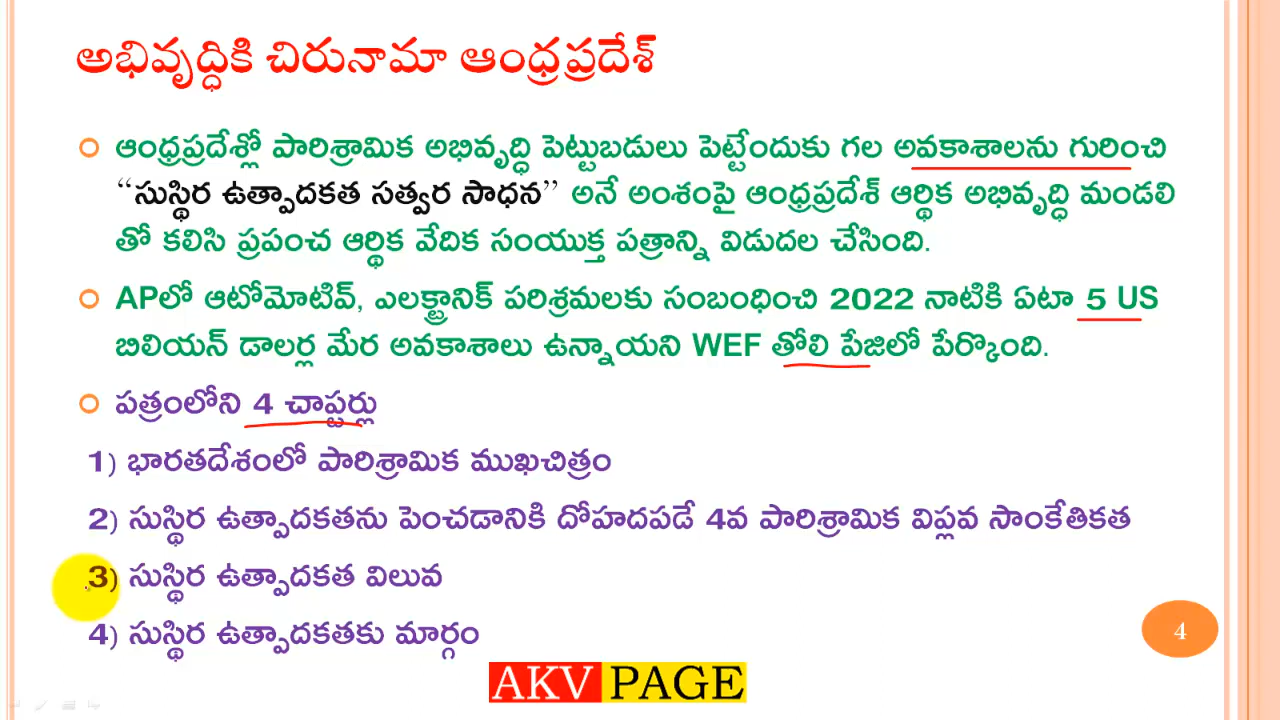 అభివృద్ధికి చిరునామా ఆంధ్రప్రదేశ్
ఆంధ్రప్రదేశ్లో పారిశ్రామిక అభివృద్ధి పెట్టుబడులు పెట్టేందుకు గల అవకాశాలను గురించి
“సుస్థిర ఉత్పాదకత సత్వర సాధన” అనే అంశంపై ఆంధ్రప్రదేశ్ ఆర్థిక అభివృద్ధి మండలి
తో కలిసి ప్రపంచ ఆర్థిక వేదిక సంయుక్త పత్రాన్ని విడుదల చేసింది.
APలో ఆటోమోటివ్, ఎలక్ట్రానిక్ పరిశ్రమలకు సంబంధించి 2022 నాటికి ఏటా 5 US
బిలియన్ డాలర్ల మేర అవకాశాలు ఉన్నాయని WEF తోలి పేజిలో పేర్కొంది.
పత్రంలోని 4 చాప్టర్లు
1) భారతదేశంలో పారిశ్రామిక ముఖచిత్రం
2) సుస్థిర ఉత్పాదకతను పెంచడానికి దోహదపడే 4వ పారిశ్రామిక విప్లవ సాంకేతికత
3) సుస్థిర ఉత్పాదకత విలువ
4) సుస్థిర ఉత్పాదకతకు మార్గం
4
AKV PAGE